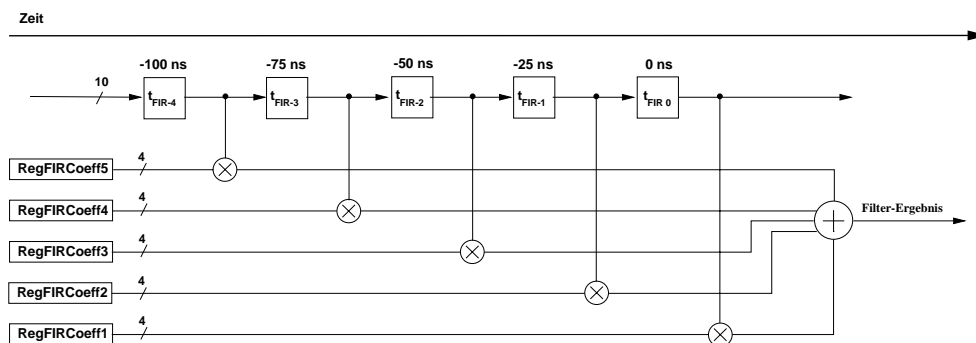 Zeit
-100 ns -75 ns -50 ns -25 ns 0 ns
10 tFIR-4 tFIR-3 tFIR-2 tFIR-1 tFIR 0
RegFIRCoeff5 4
RegFIRCoeff4 4
Filter-Ergebnis
RegFIRCoeff3 4
RegFIRCoeff2 4
RegFIRCoeff1 4